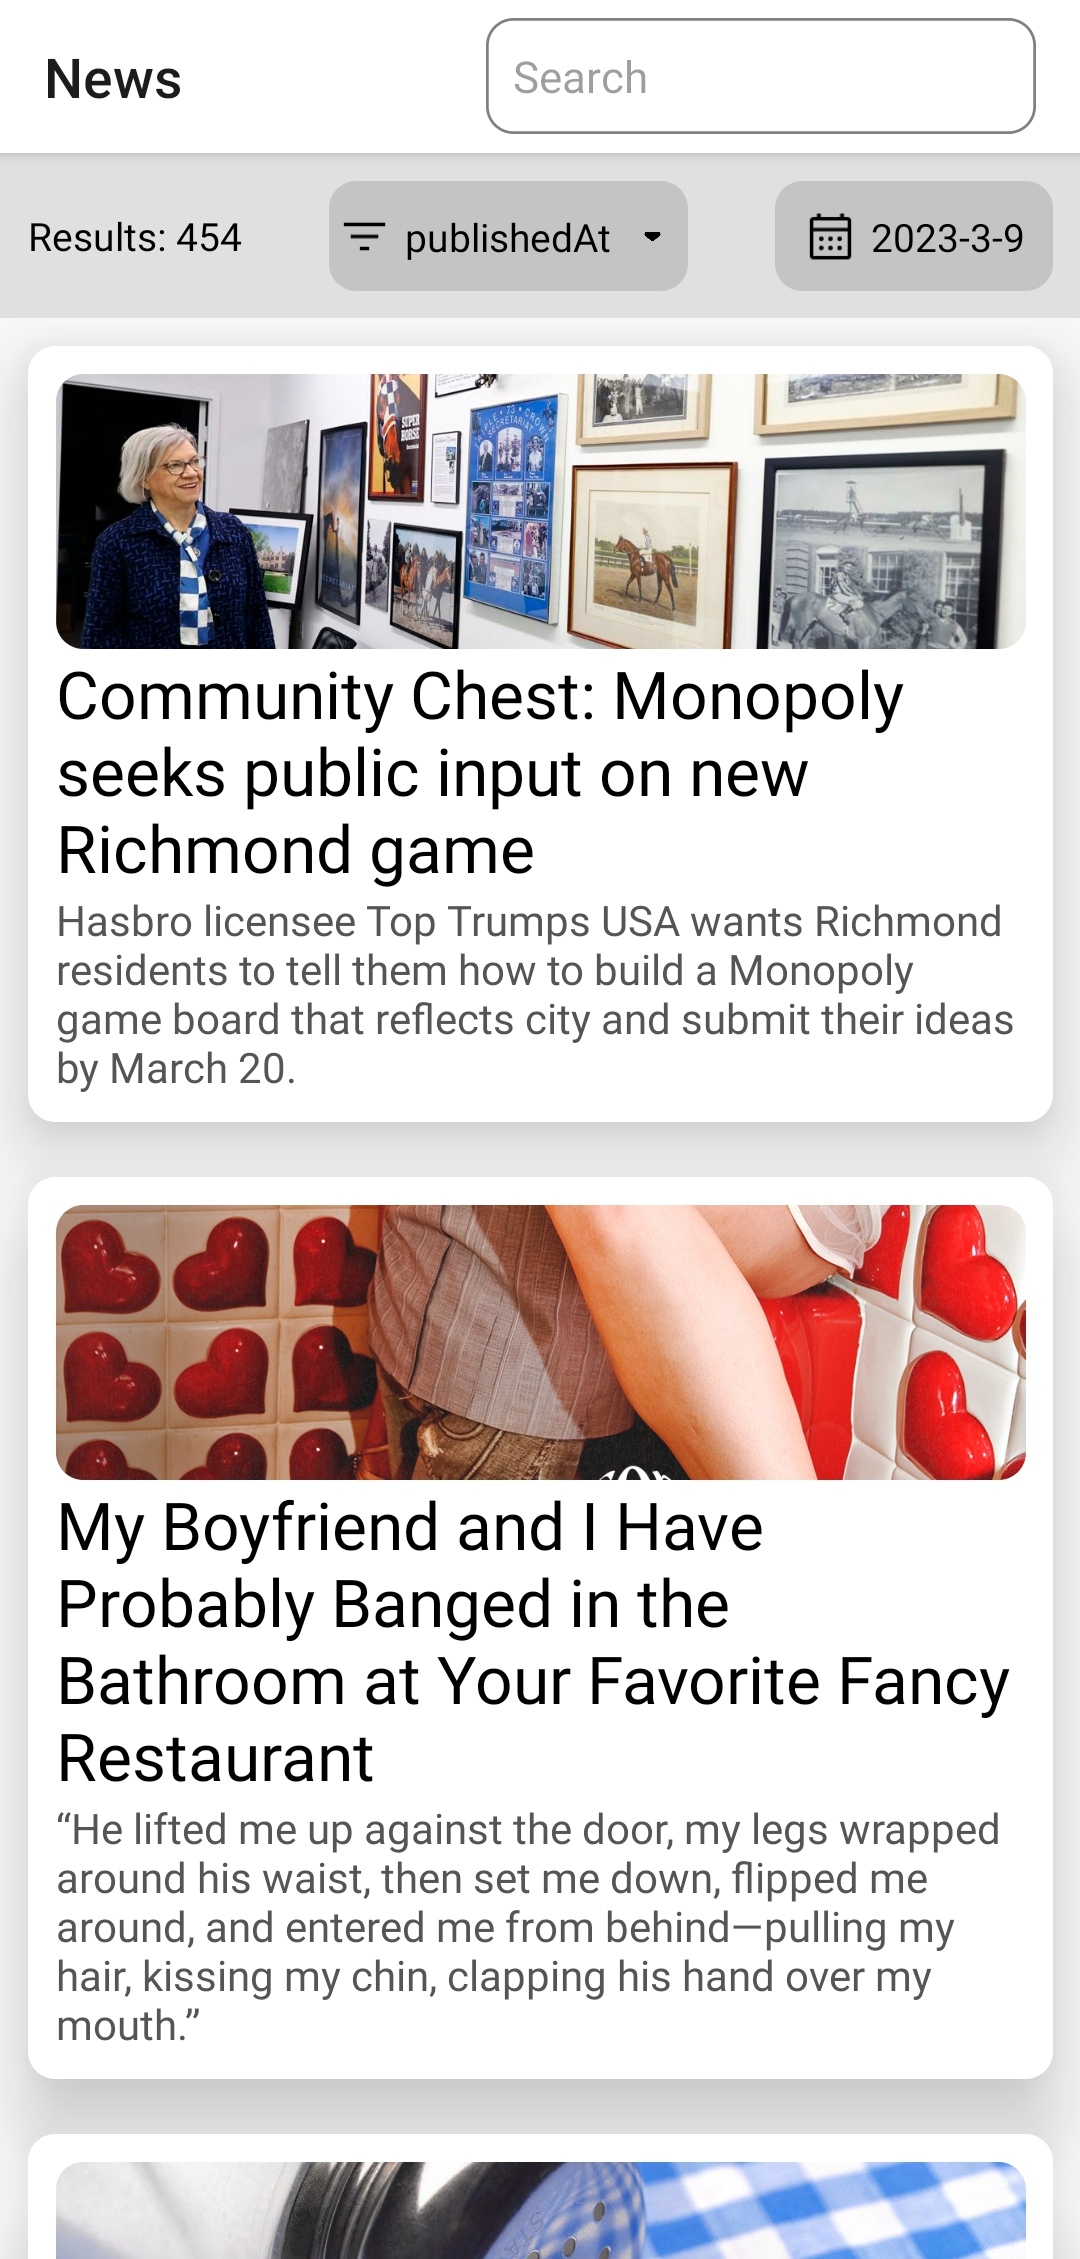 News
Search
Results: 454
publishedAt
2023-3-9
SUPER
HORSE
TRIPLE • 73 • CROWN
SECRETARIAT
Community Chest: Monopoly
seeks public input on new
Richmond game
Hasbro licensee Top Trumps USA wants Richmond
residents to tell them how to build a Monopoly
game board that reflects city and submit their ideas
by March 20.
My Boyfriend and I Have
Probably Banged in the
Bathroom at Your Favorite Fancy
Restaurant
“He lifted me up against the door, my legs wrapped
around his waist, then set me down, flipped me
around, and entered me from behind—pulling my
hair, kissing my chin, clapping his hand over my
mouth.”